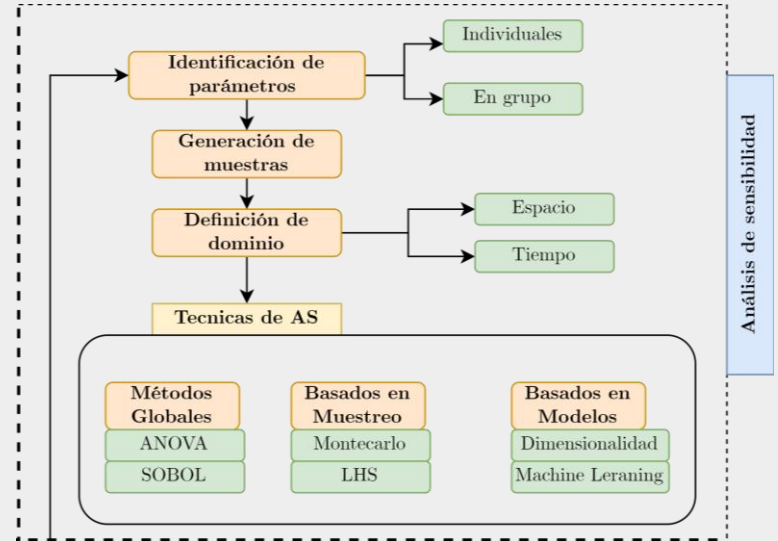 Individuales
Identificación de
parámetros
En grupo
Generación de
muestras
Definición de
dominio
Espacio
Tiempo
Tecnicas de AS
Métodos
Globales
ANOVA
SOBOL
Basados en
Muestreo
Montecarlo
LHS
Basados en
Modelos
Dimensionalidad
Machine Leraning
Análisis de sensibilidad